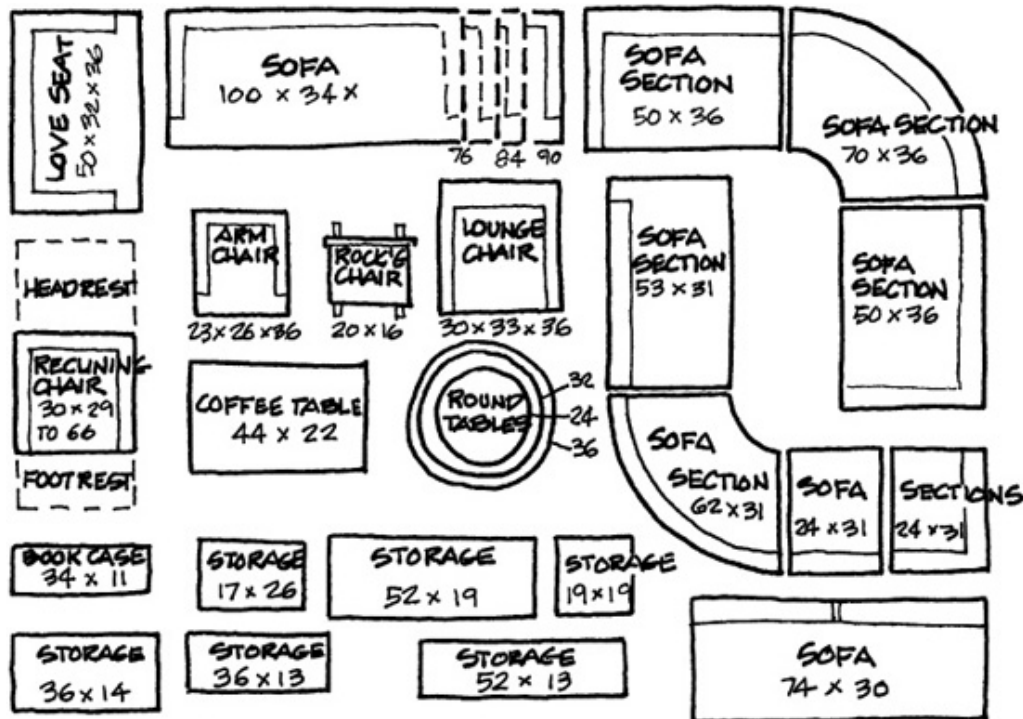 LOVE SEAT
50 x 32 x 36
SOFA
100 x 34 x
76 84 90
SOFA
SECTION
50 x 36
SOFA SECTION
70 x 36
HEADREST
RECLINING
CHAIR
30 x 29
TO 66
FOOTREST
ARM
CHAIR
23 x 26 x 36
ROCK'G
CHAIR
20 x 16
LOUNGE
CHAIR
30 x 33 x 36
SOFA
SECTION
53 x 31
SOFA
SECTION
50 x 36
COFFEE TABLE
44 x 22
ROUND
TABLES
32
24
36
SOFA
SECTION
62 x 31
SOFA
24 x 31
SECTIONS
24 x 31
BOOK CASE
34 x 11
STORAGE
17 x 26
STORAGE
52 x 19
STORAGE
19 x 19
STORAGE
36 x 14
STORAGE
36 x 13
STORAGE
52 x 13
SOFA
74 x 30